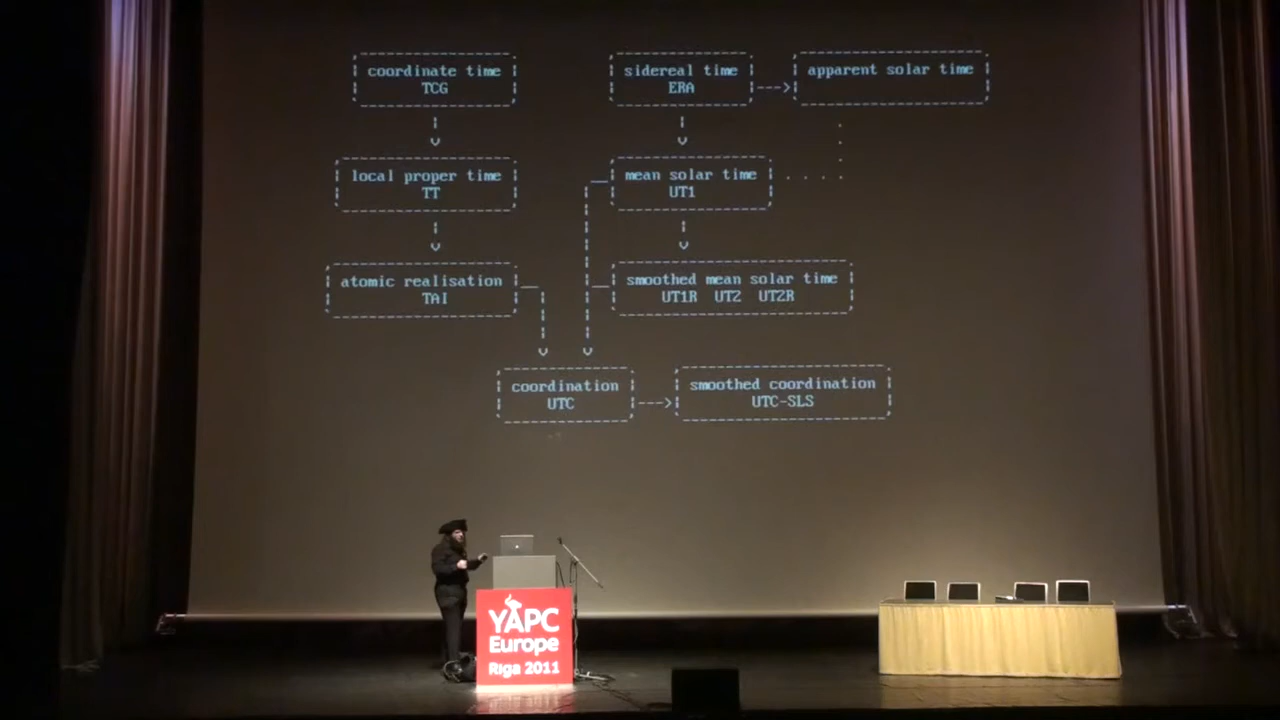 coordinate time
TCG
sidereal time
ERA
apparent solar time
local proper time
TT
mean solar time
UT1
atomic realisation
TAI
smoothed mean solar time
UT1R UT2 UT2R
coordination
UTC
smoothed coordination
UTC-SLS
YAPC
Europe
Riga 2011